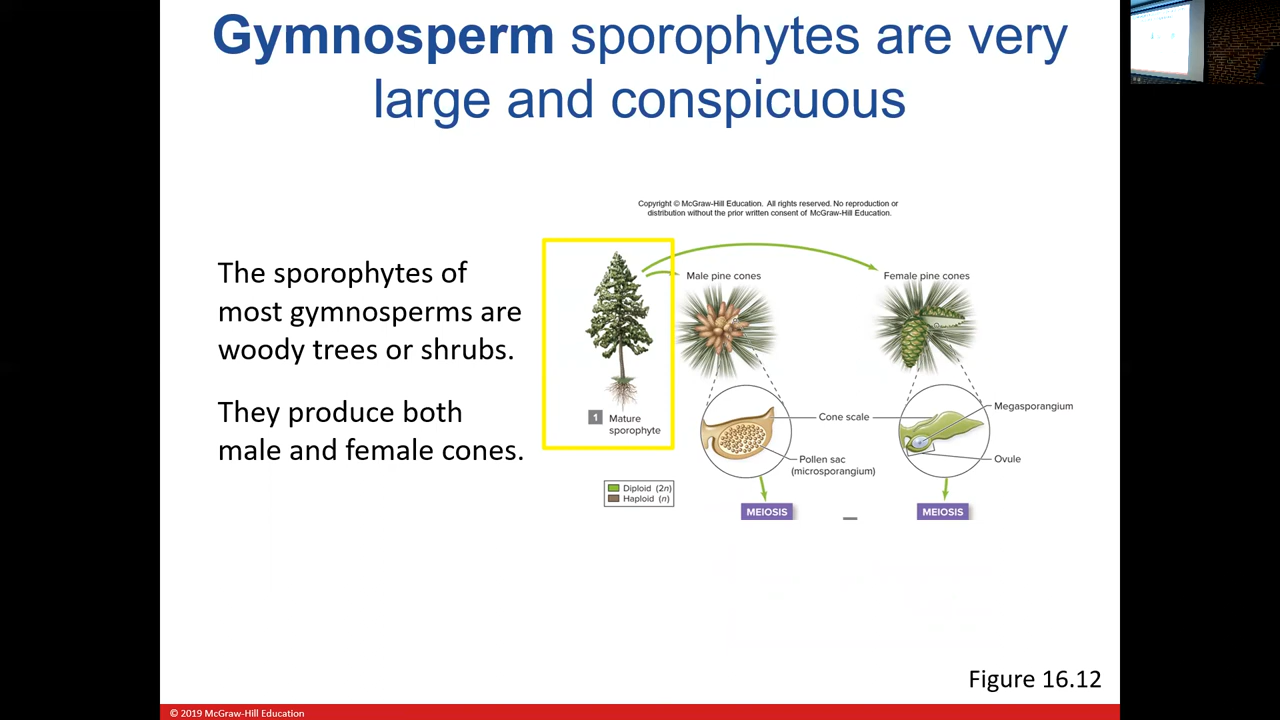 Gymnosperm sporophytes are very
large and conspicuous
Copyright © McGraw-Hill Education. All rights reserved. No reproduction or
distribution without the prior written consent of McGraw-Hill Education.
The sporophytes of
most gymnosperms are
woody trees or shrubs.
They produce both
male and female cones.
Male pine cones
Female pine cones
1 Mature
sporophyte
Cone scale
Megasporangium
Pollen sac
(microsporangium)
Ovule
Diploid (2n)
Haploid (n)
MEIOSIS
MEIOSIS
Figure 16.12
© 2019 McGraw-Hill Education